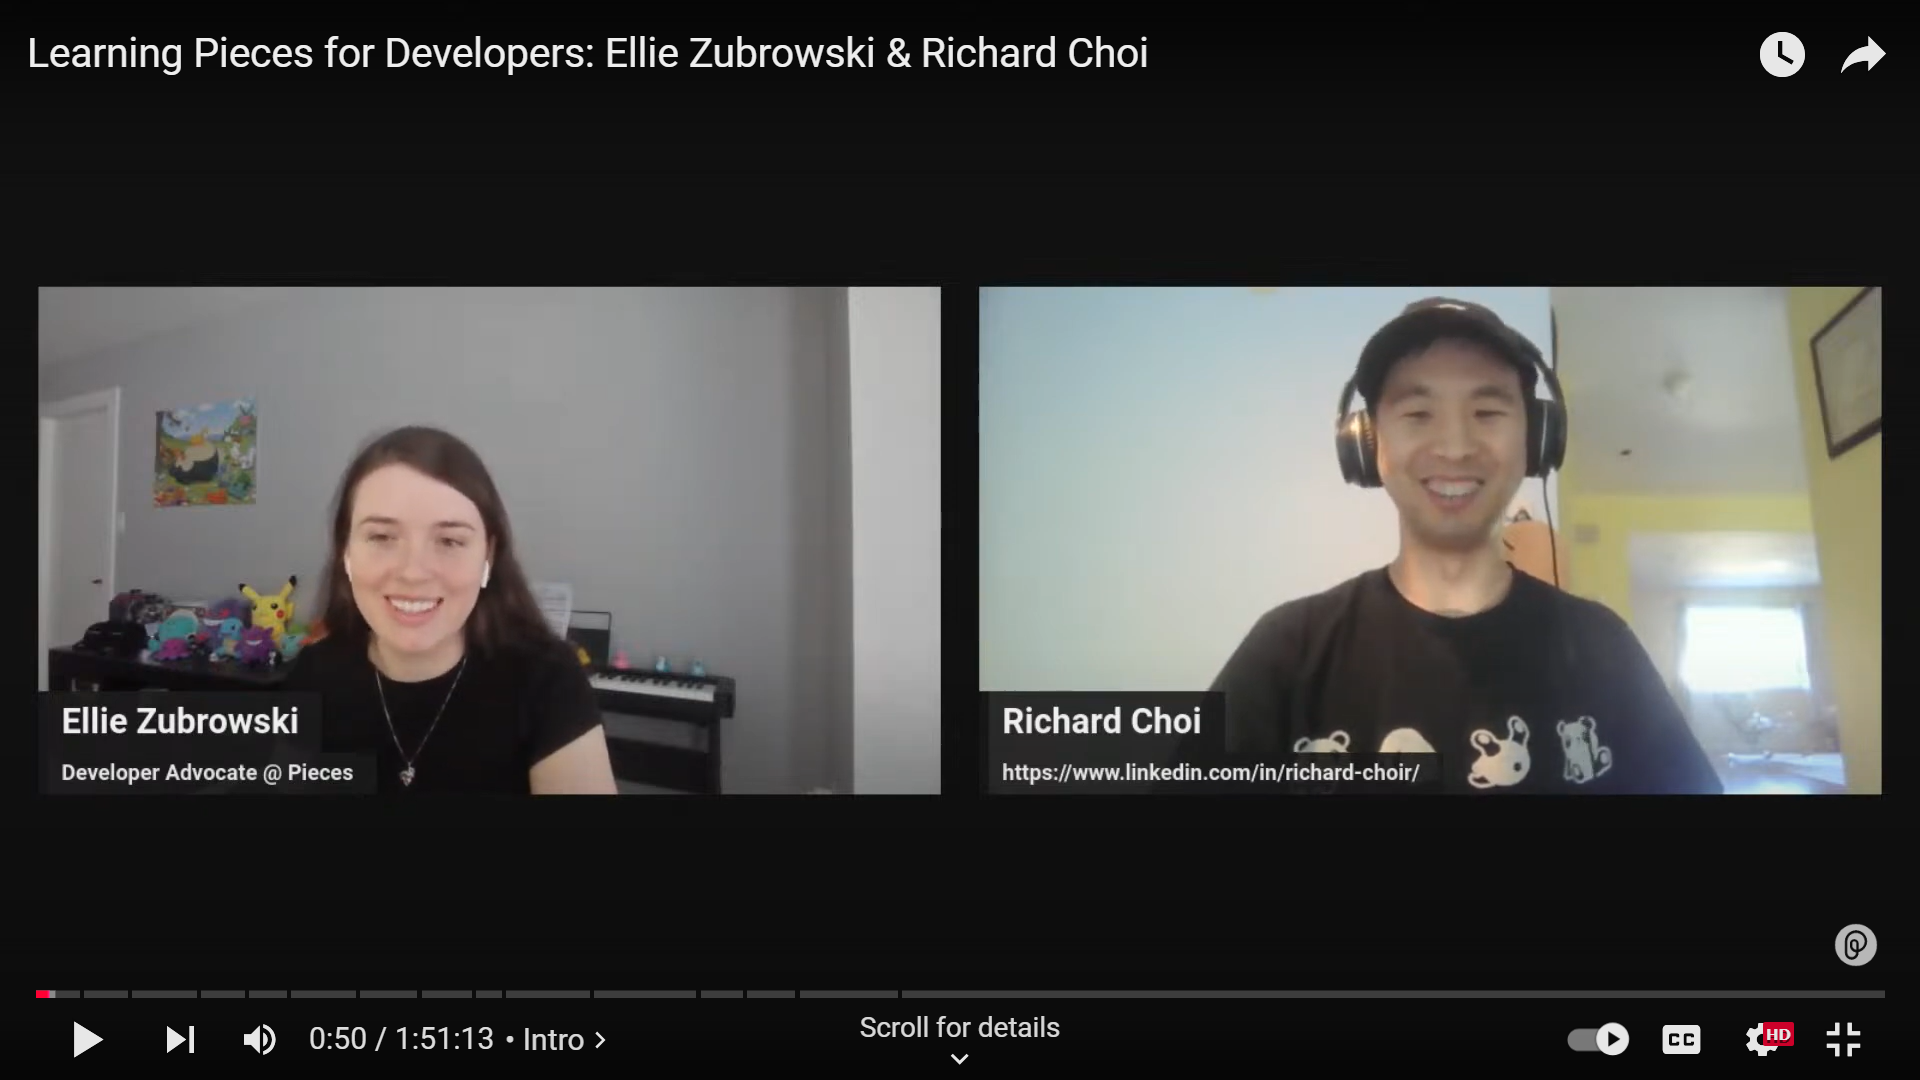 Learning Pieces for Developers: Ellie Zubrowski & Richard Choi
Ellie Zubrowski
Developer Advocate @ Pieces
Richard Choi
https://www.linkedin.com/in/richard-choir/
0:50 / 1:51:13 • Intro
Scroll for details
CC
HD